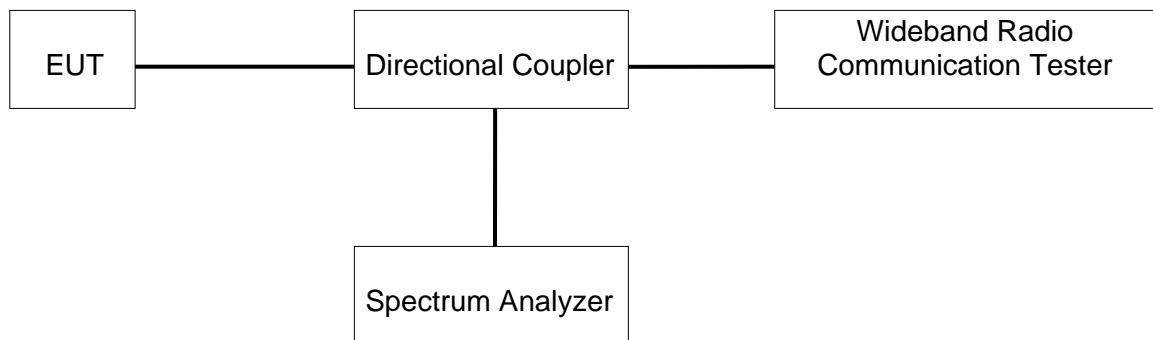 EUT
Directional Coupler
Wideband Radio
Communication Tester
Spectrum Analyzer